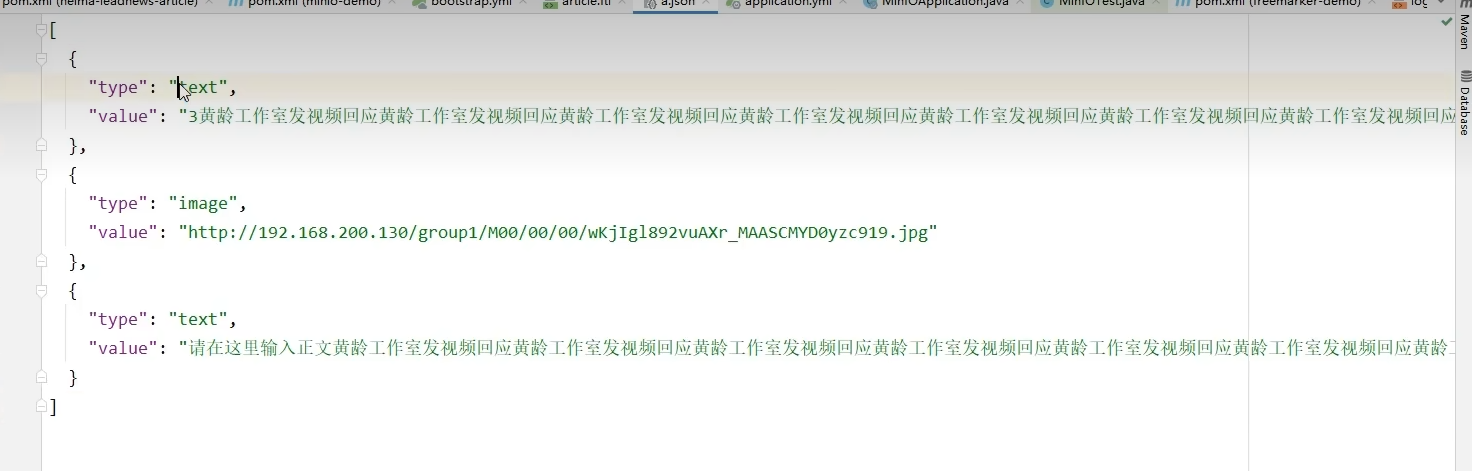 pom.xml (heima-leadnews-article)
pom.xml (minio-demo)
bootstrap.yml
article.ftl
a.json
application.yml
MinIOApplication.java
MinIOTest.java
pom.xml (freemarker-demo)
Maven
Database
[
{
"type": "text",
"value": "3黄龄工作室发视频回应黄龄工作室发视频回应黄龄工作室发视频回应黄龄工作室发视频回应黄龄工作室发视频回应黄龄工作室发视频回应黄龄工作室发视频回应
},
{
"type": "image",
"value": "http://192.168.200.130/group1/M00/00/00/wKjIgl892vuAXr_MAASCMYD0yzc919.jpg"
},
{
"type": "text",
"value": "请在这里输入正文黄龄工作室发视频回应黄龄工作室发视频回应黄龄工作室发视频回应黄龄工作室发视频回应黄龄工作室发视频回应黄龄工作室发视频回应黄龄工
}
]